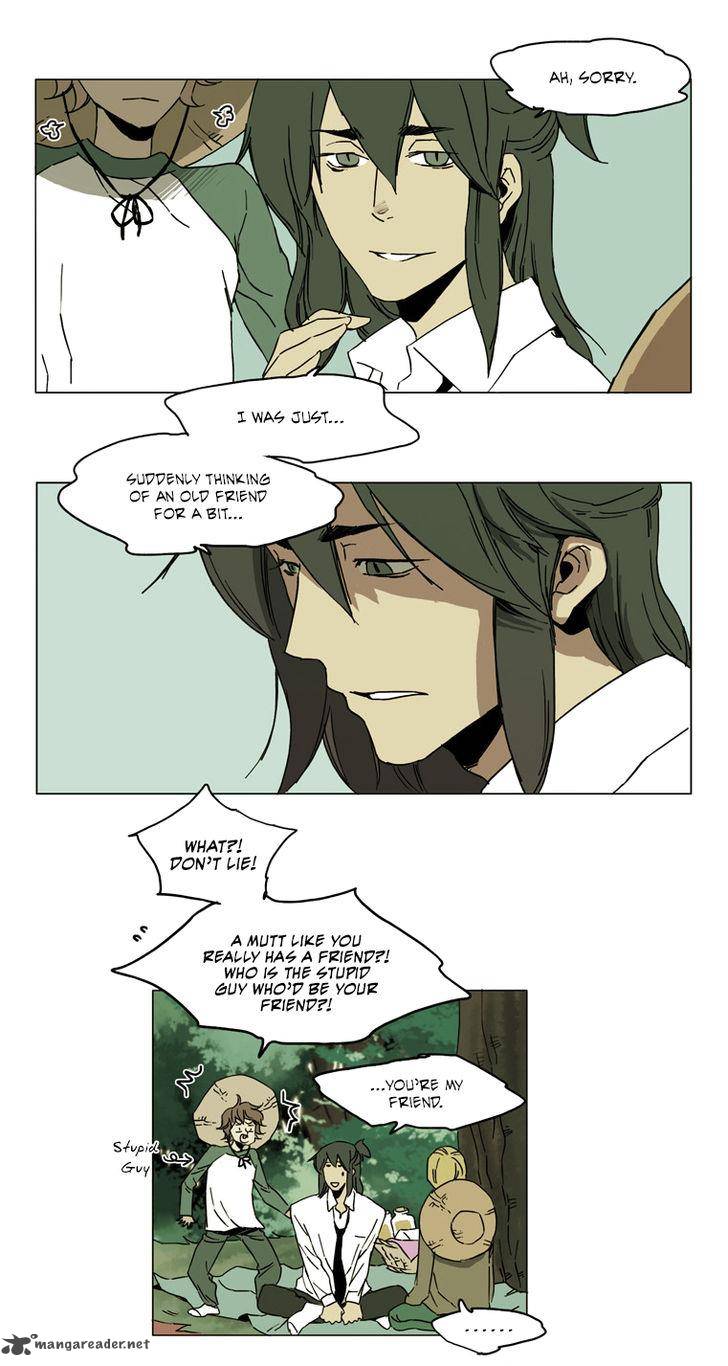 AH, SORRY.
I WAS JUST...
SUDDENLY THINKING
OF AN OLD FRIEND
FOR A BIT...
WHAT?!
DON'T LIE!
A MUTT LIKE YOU
REALLY HAS A FRIEND?!
WHO IS THE STUPID
GUY WHO'D BE YOUR
FRIEND?!
...YOU'RE MY
FRIEND.
Stupid
Guy
......
mangareader.net